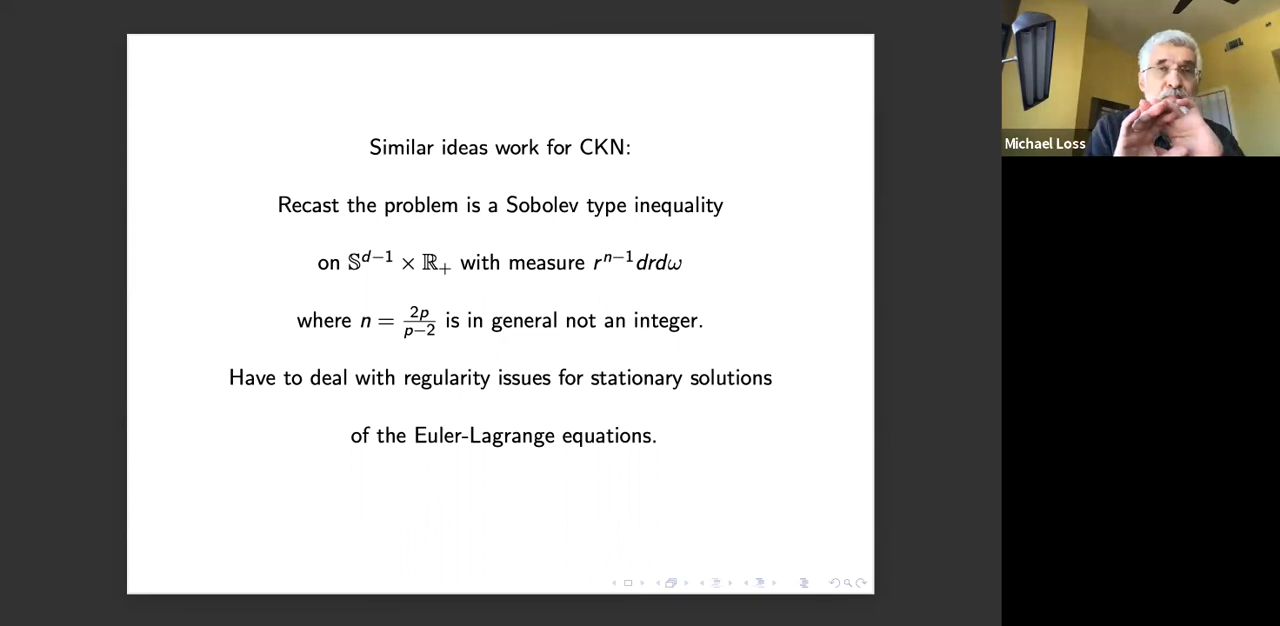 Similar ideas work for CKN:
Recast the problem is a Sobolev type inequality
on 𝕊^{d−1} × ℝ₊ with measure r^{n−1}drdω
where n = \frac{2p}{p−2} is in general not an integer.
Have to deal with regularity issues for stationary solutions
of the Euler-Lagrange equations.
Michael Loss